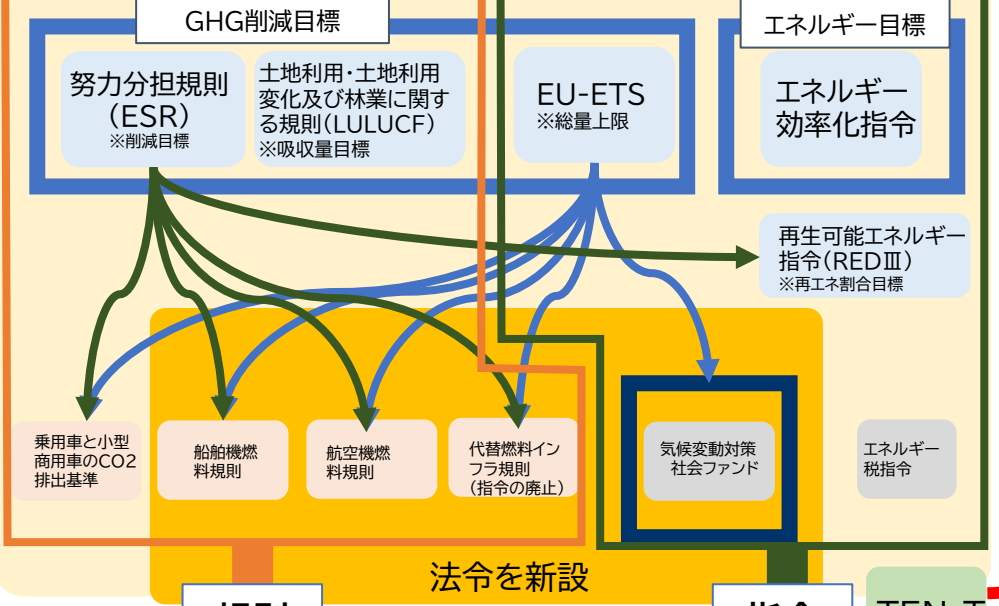 GHG削減目標
エネルギー目標
努力分担規則
(ESR)
※削減目標
土地利用・土地利用
変化及び林業に関す
る規則(LULUCF)
※吸収量目標
EU-ETS
※総量上限
エネルギー
効率化指令
再生可能エネルギー
指令(REDⅢ)
※再エネ割合目標
乗用車と小型
商用車のCO2
排出基準
船舶機燃
料規則
航空機燃
料規則
代替燃料イン
フラ規則
(指令の廃止)
気候変動対策
社会ファンド
エネルギー
税指令
法令を新設